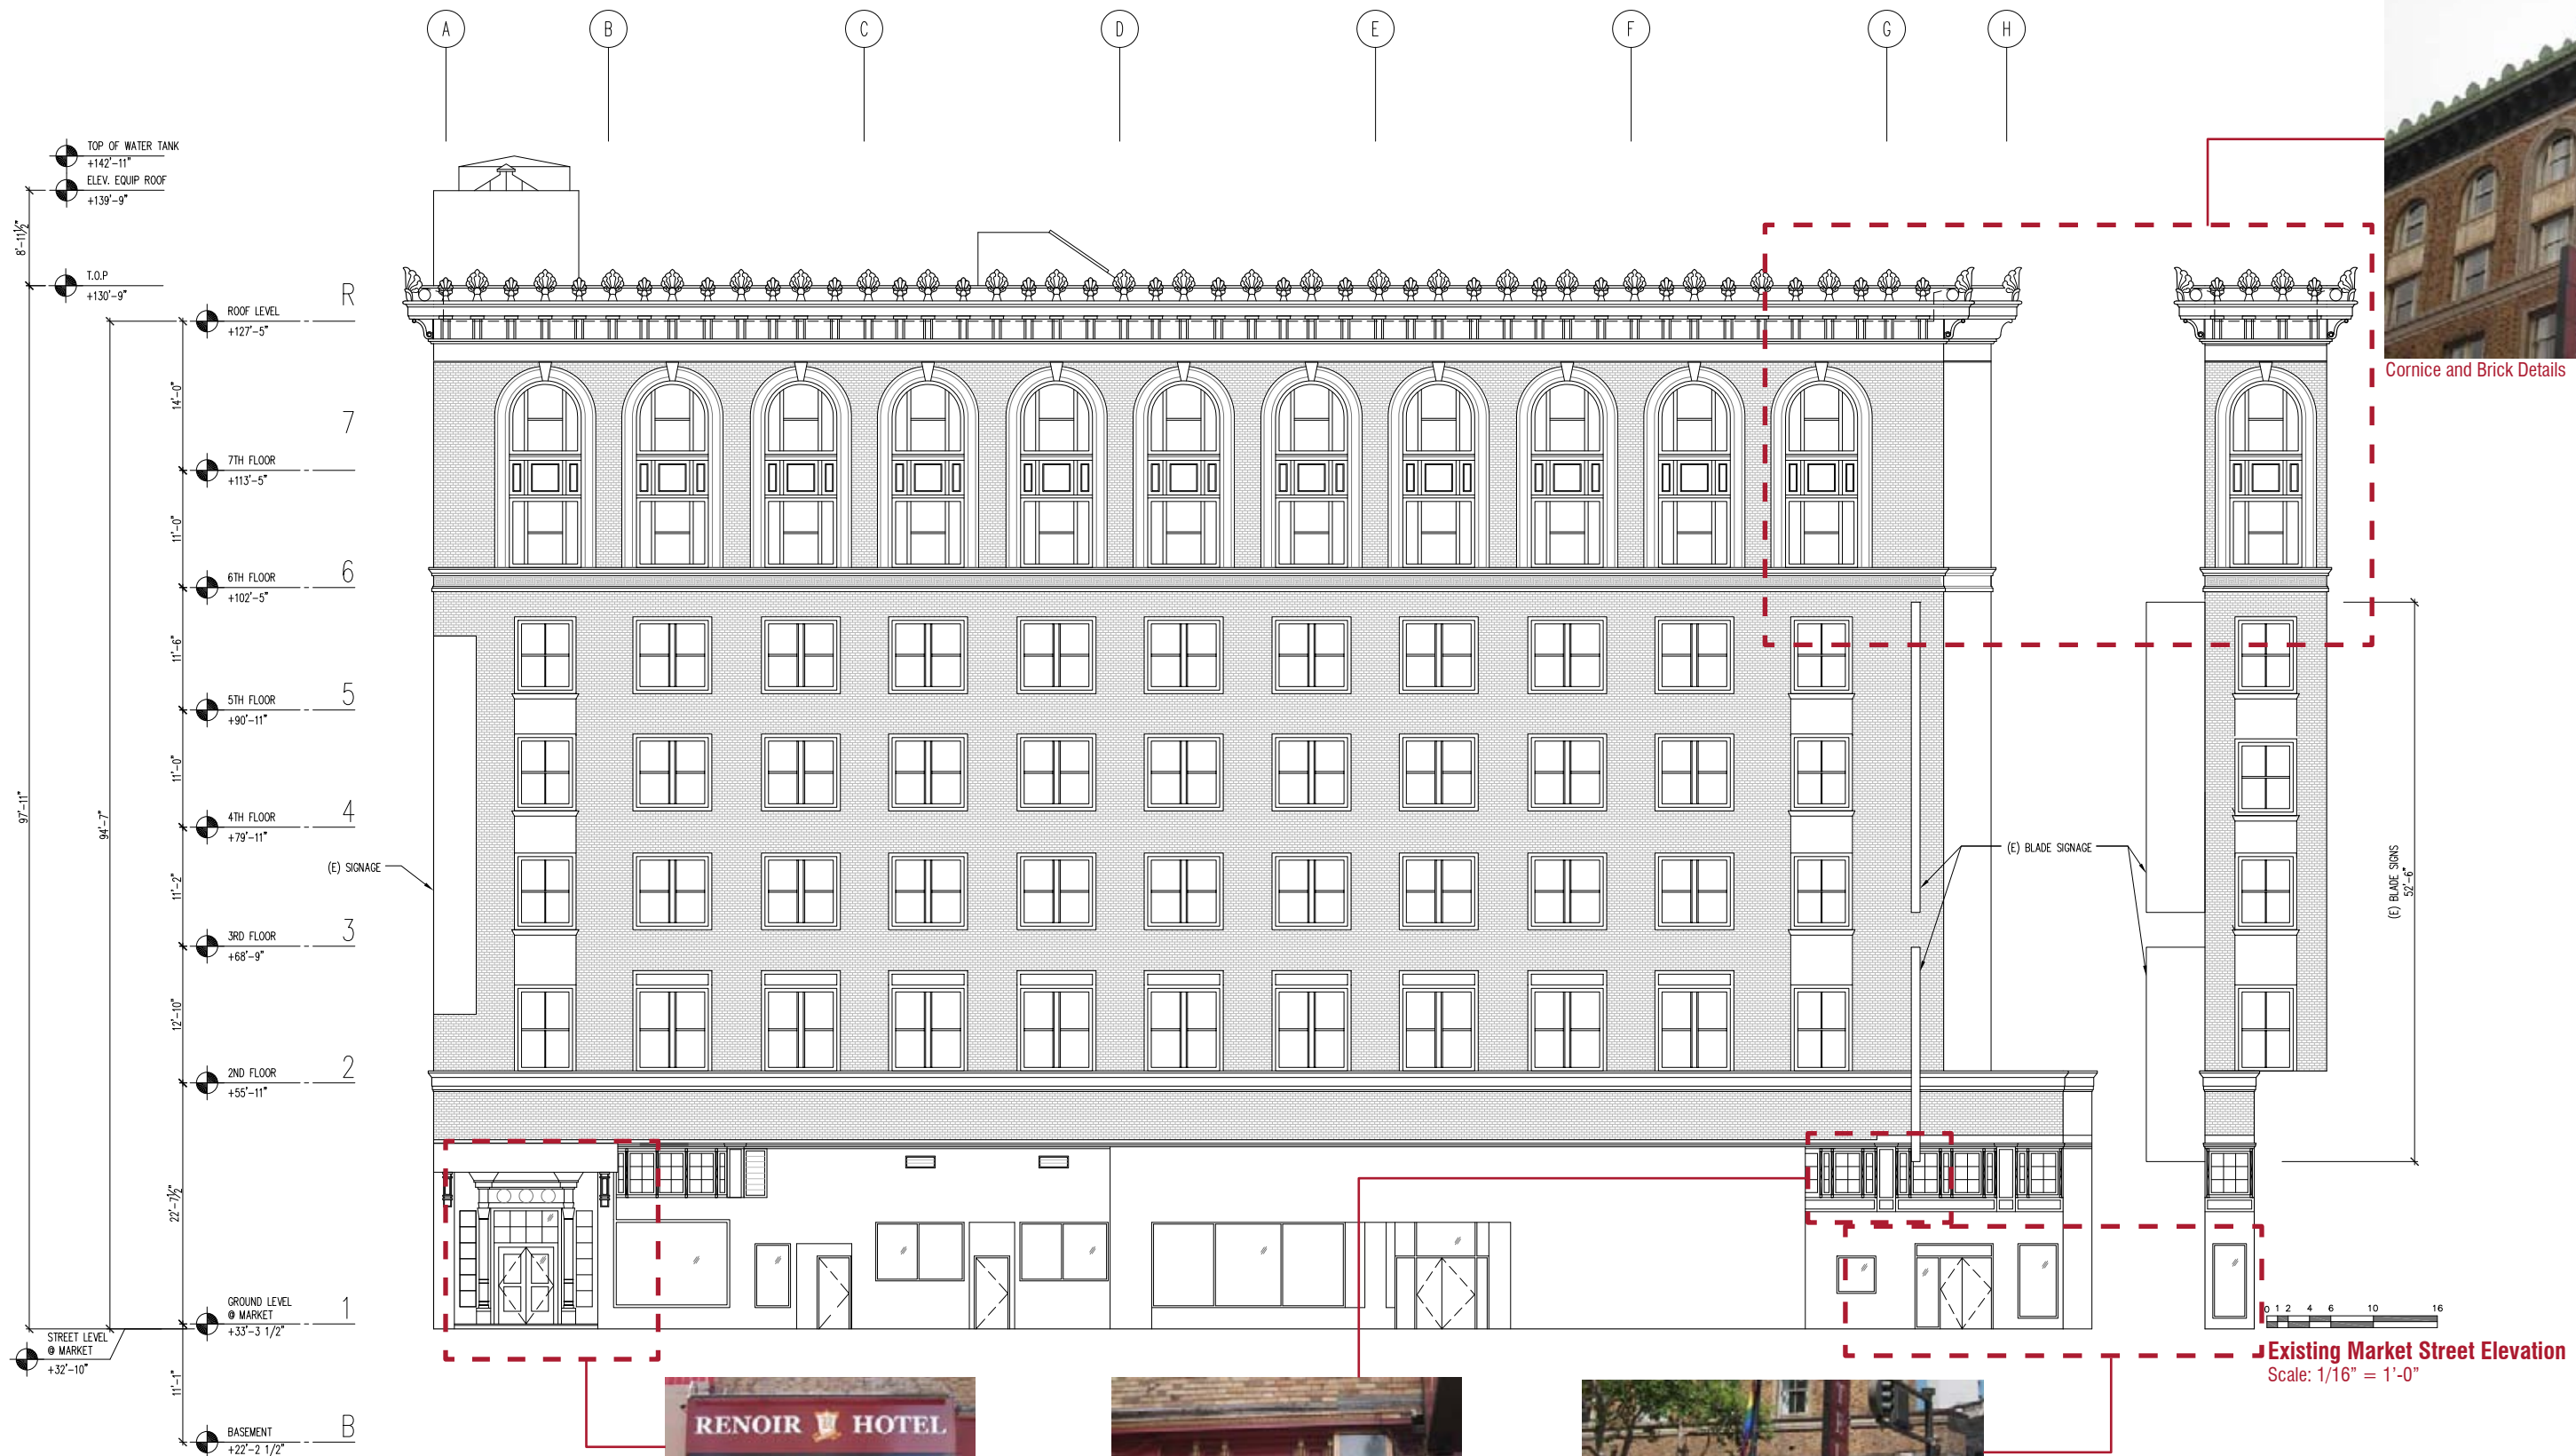 A
B
C
D
E
F
G
H
TOP OF WATER TANK
+142'-11"
ELEV. EQUIP ROOF
+139'-9"
8'-11½"
T.O.P
+130'-9"
R
ROOF LEVEL
+127'-5"
Cornice and Brick Details
14'-0"
7
7TH FLOOR
+113'-5"
11'-0"
6
6TH FLOOR
+102'-5"
11'-6"
5
5TH FLOOR
+90'-11"
11'-0"
97'-11"
94'-7"
4
4TH FLOOR
+79'-11"
(E) SIGNAGE
(E) BLADE SIGNAGE
(E) BLADE SIGNS
52'-6"
11'-2"
3
3RD FLOOR
+68'-9"
12'-10"
2
2ND FLOOR
+55'-11"
22'-7½"
1
GROUND LEVEL
@ MARKET
+33'-3 1/2"
STREET LEVEL
@ MARKET
+32'-10"
0 1 2 4 6 10 16
Existing Market Street Elevation
Scale: 1/16" = 1'-0"
11'-1"
B
BASEMENT
+22'-2 1/2"
RENOIR HOTEL